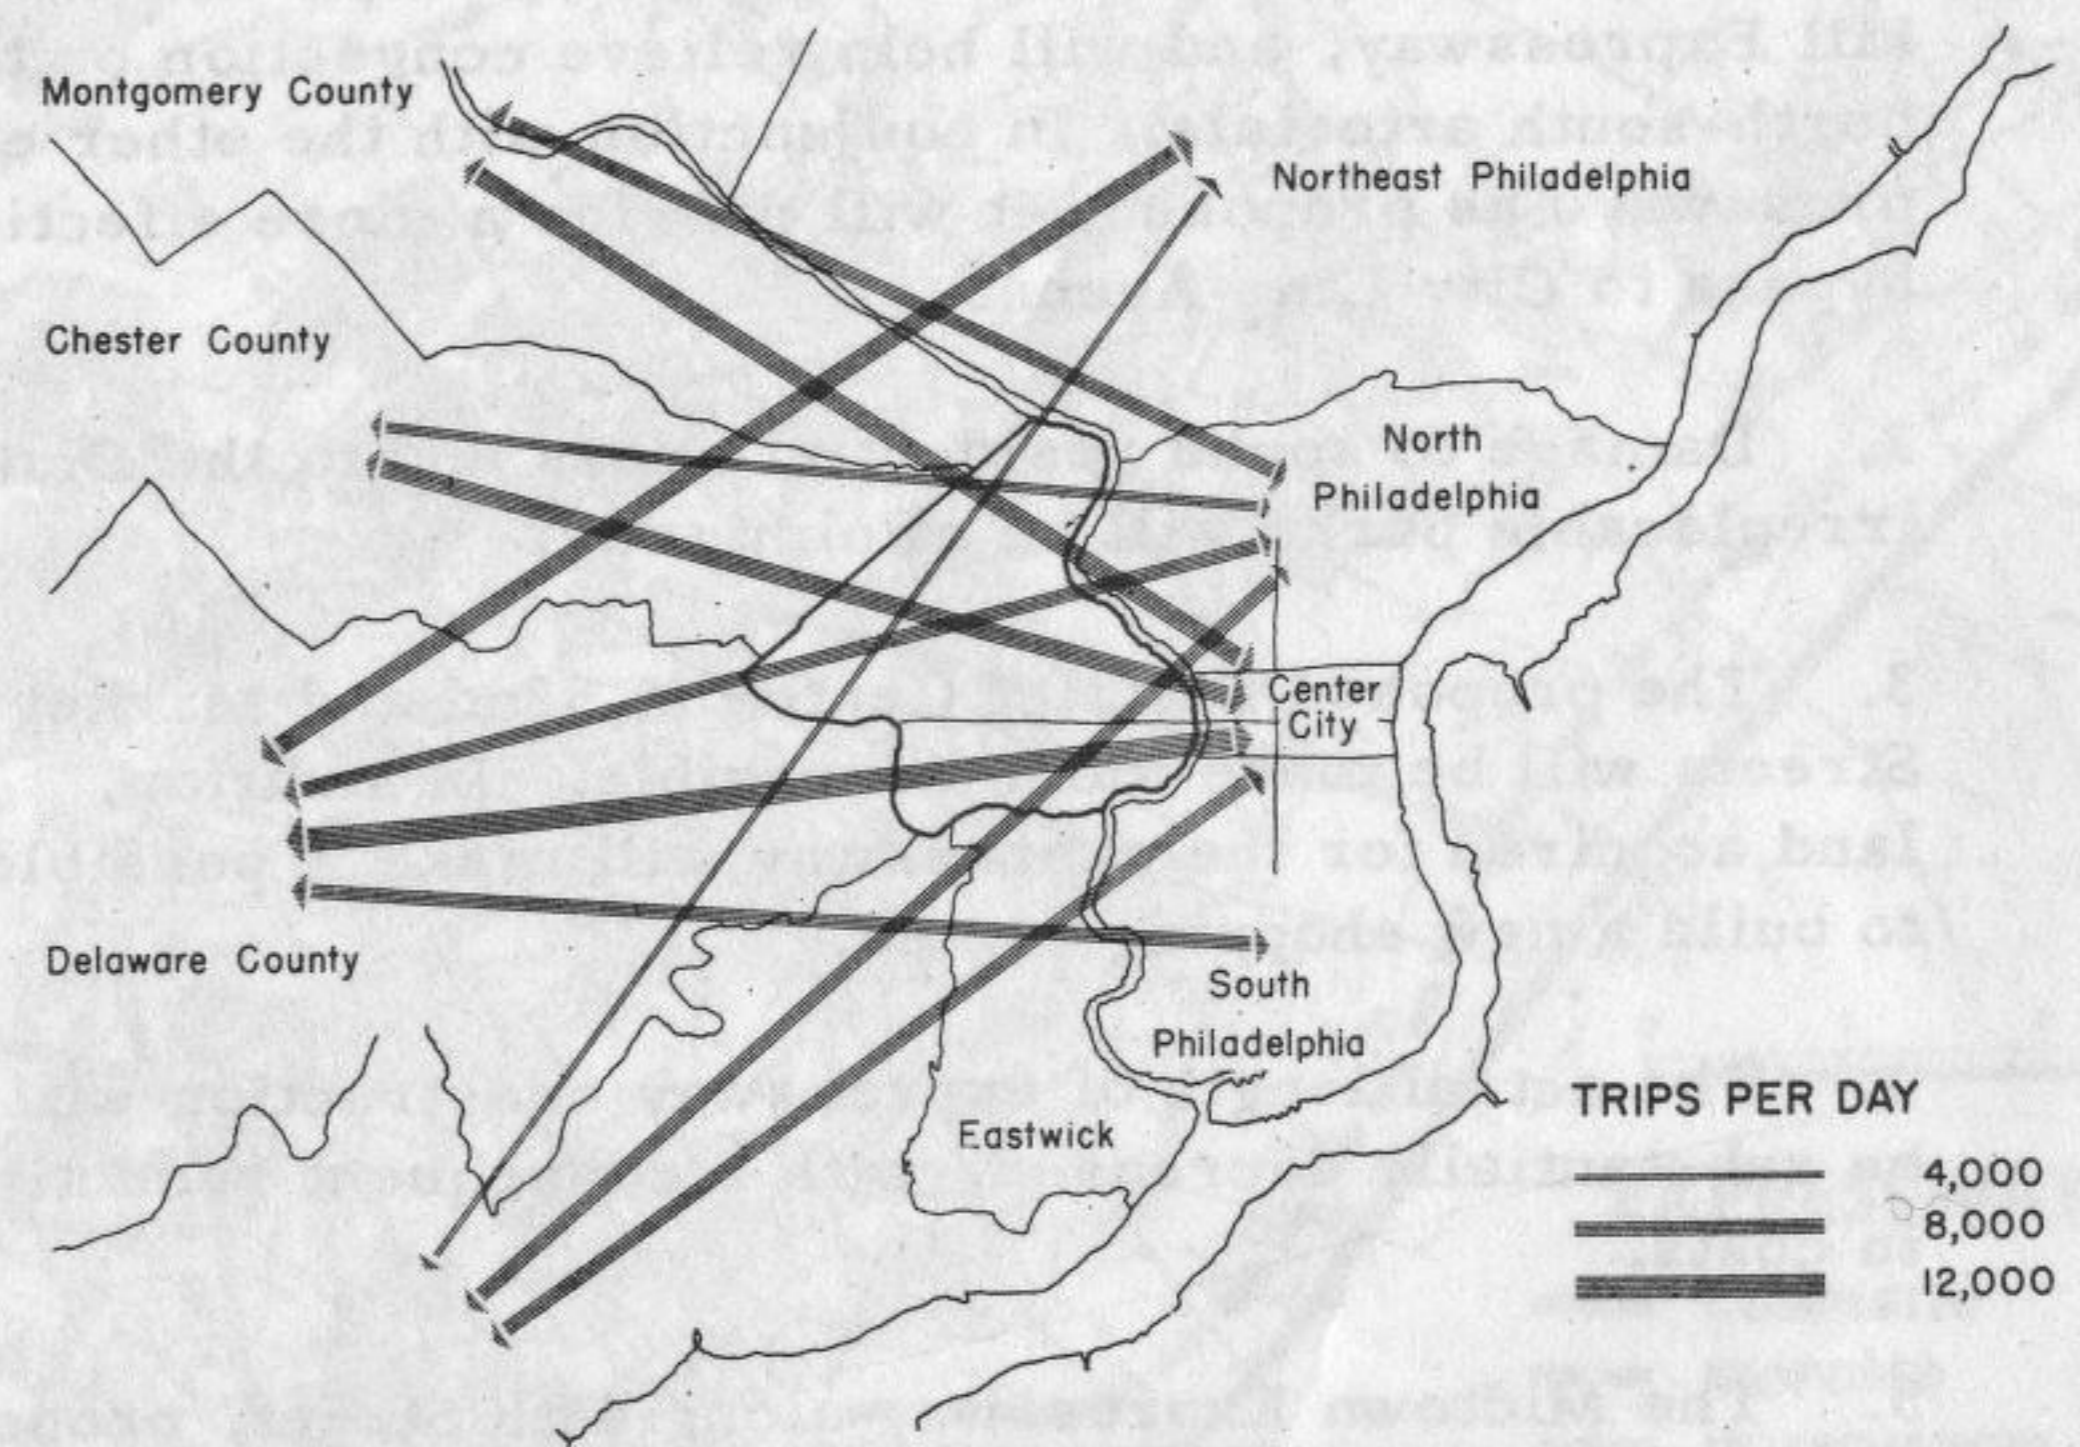 Montgomery County
Northeast Philadelphia
Chester County
North
Philadelphia
Center
City
Delaware County
South
Philadelphia
Eastwick
TRIPS PER DAY
4,000
8,000
12,000